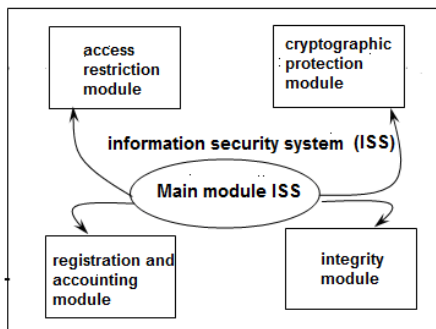 access
restriction
module
cryptographic
protection
module
information security system (ISS)
Main module ISS
registration and
accounting
module
integrity
module